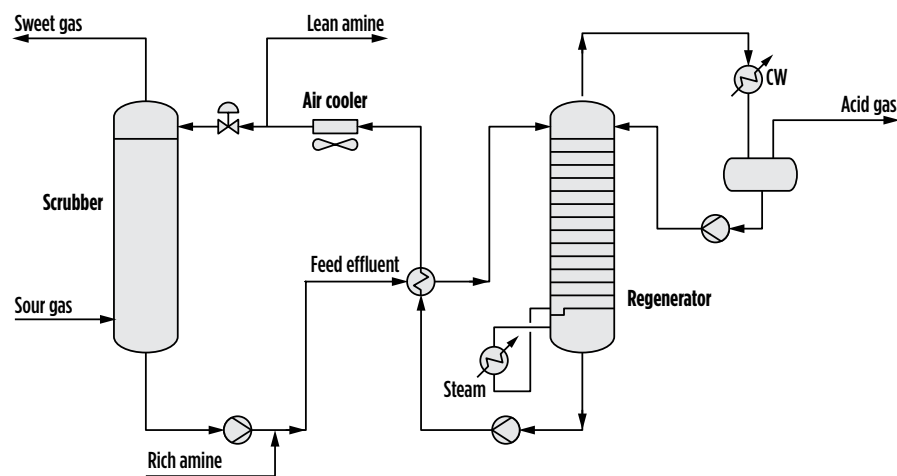 Sweet gas
Lean amine
Air cooler
CW
Acid gas
Scrubber
Feed effluent
Sour gas
Regenerator
Steam
Rich amine